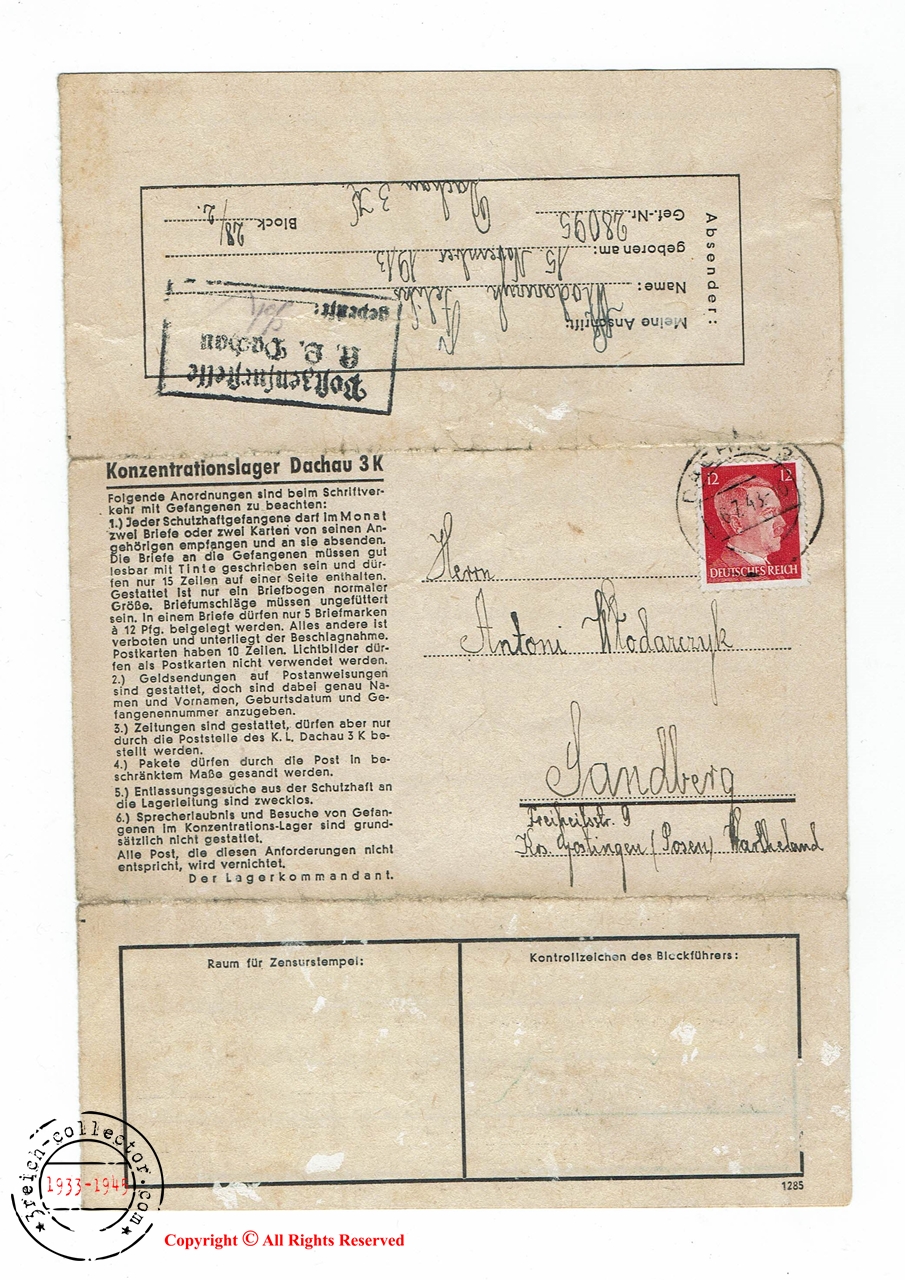 Absender:
Meine Anschrift:
Name: Włodarczyk Feliks
geboren am: 15. November 1913
Gef.-Nr. 28095 Block 28/2.
Dachau 3 K.
Postzensurstelle
K. L. Dachau
geprüft:
Konzentrationslager Dachau 3 K
Folgende Anordnungen sind beim Schriftver-
kehr mit Gefangenen zu beachten:
1.) Jeder Schutzhaftgefangene darf im Monat
zwei Briefe oder zwei Karten von seinen An-
gehörigen empfangen und an sie absenden.
Die Briefe an die Gefangenen müssen gut
lesbar mit Tinte geschrieben sein und dür-
fen nur 15 Zeilen auf einer Seite enthalten.
Gestattet ist nur ein Briefbogen normaler
Größe. Briefumschläge müssen ungefüttert
sein. In einem Briefe dürfen nur 5 Briefmarken
à 12 Pfg. beigelegt werden. Alles andere ist
verboten und unterliegt der Beschlagnahme.
Postkarten haben 10 Zeilen. Lichtbilder dür-
fen als Postkarten nicht verwendet werden.
2.) Geldsendungen auf Postanweisungen
sind gestattet, doch sind dabei genau Na-
men und Vornamen, Geburtsdatum und Ge-
fangenennummer anzugeben.
3.) Zeitungen sind gestattet, dürfen aber nur
durch die Poststelle des K. L. Dachau 3 K be-
stellt werden.
4.) Pakete dürfen durch die Post in be-
schränktem Maße gesandt werden.
5.) Entlassungsgesuche aus der Schutzhaft an
die Lagerleitung sind zwecklos.
6.) Sprecherlaubnis und Besuche von Gefan-
genen im Konzentrations-Lager sind grund-
sätzlich nicht gestattet.
Alle Post, die diesen Anforderungen nicht
entspricht, wird vernichtet.
Der Lagerkommandant.
DACHAU
7.43
12 12
DEUTSCHES REICH
Herrn
Antoni Włodarczyk
Sandberg
Freiheitsstr. 9
Krs. Gostingen (Posen) Wartheland
Raum für Zensurstempel:
Kontrollzeichen des Blockführers:
1285
3reich-collector.com
1933-1945
Copyright © All Rights Reserved